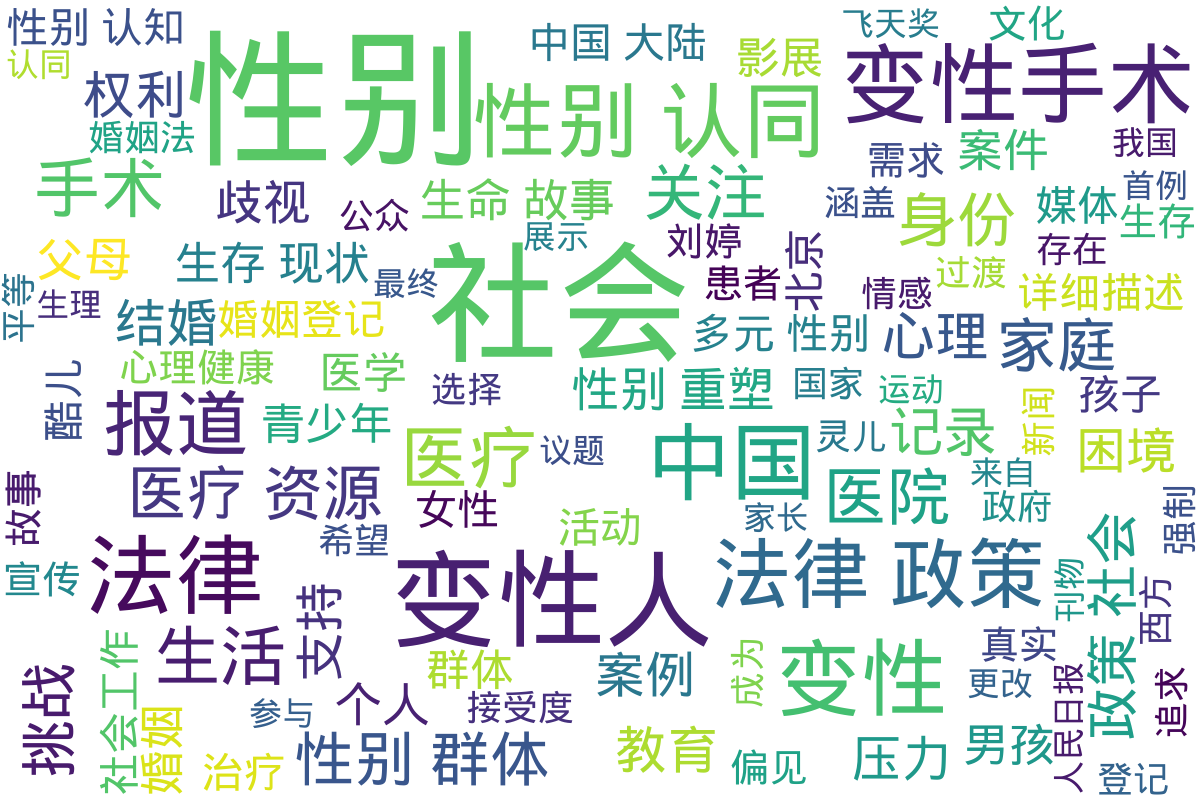 性别 认知
中国 大陆
飞天奖
文化
认同
权利
性别
性别 认同
影展
变性手术
婚姻法
需求
案件
我国
手术
歧视
公众
生命 故事
关注
涵盖
身份
首例
媒体
生存
父母
生存 现状
展示
刘婷
北京
存在
平等
生理
最终
社会
患者
情感
过渡
详细描述
结婚
婚姻登记
多元 性别
心理
家庭
心理健康
医学
选择
性别 重塑
国家
运动
孩子
酷儿
报道
青少年
医疗
议题
中国
灵儿
记录
新闻
困境
故事
医疗 资源
女性
家长
医院
来自
政府
强制
希望
活动
宣传
法律
变性人
法律 政策
刊物
政策 社会
西方
社会工作
生活
支持
群体
案例
成为
变性
真实
更改
人民日报
追求
挑战
婚姻
参与
个人
接受度
治疗
性别 群体
教育
偏见
压力
男孩
登记